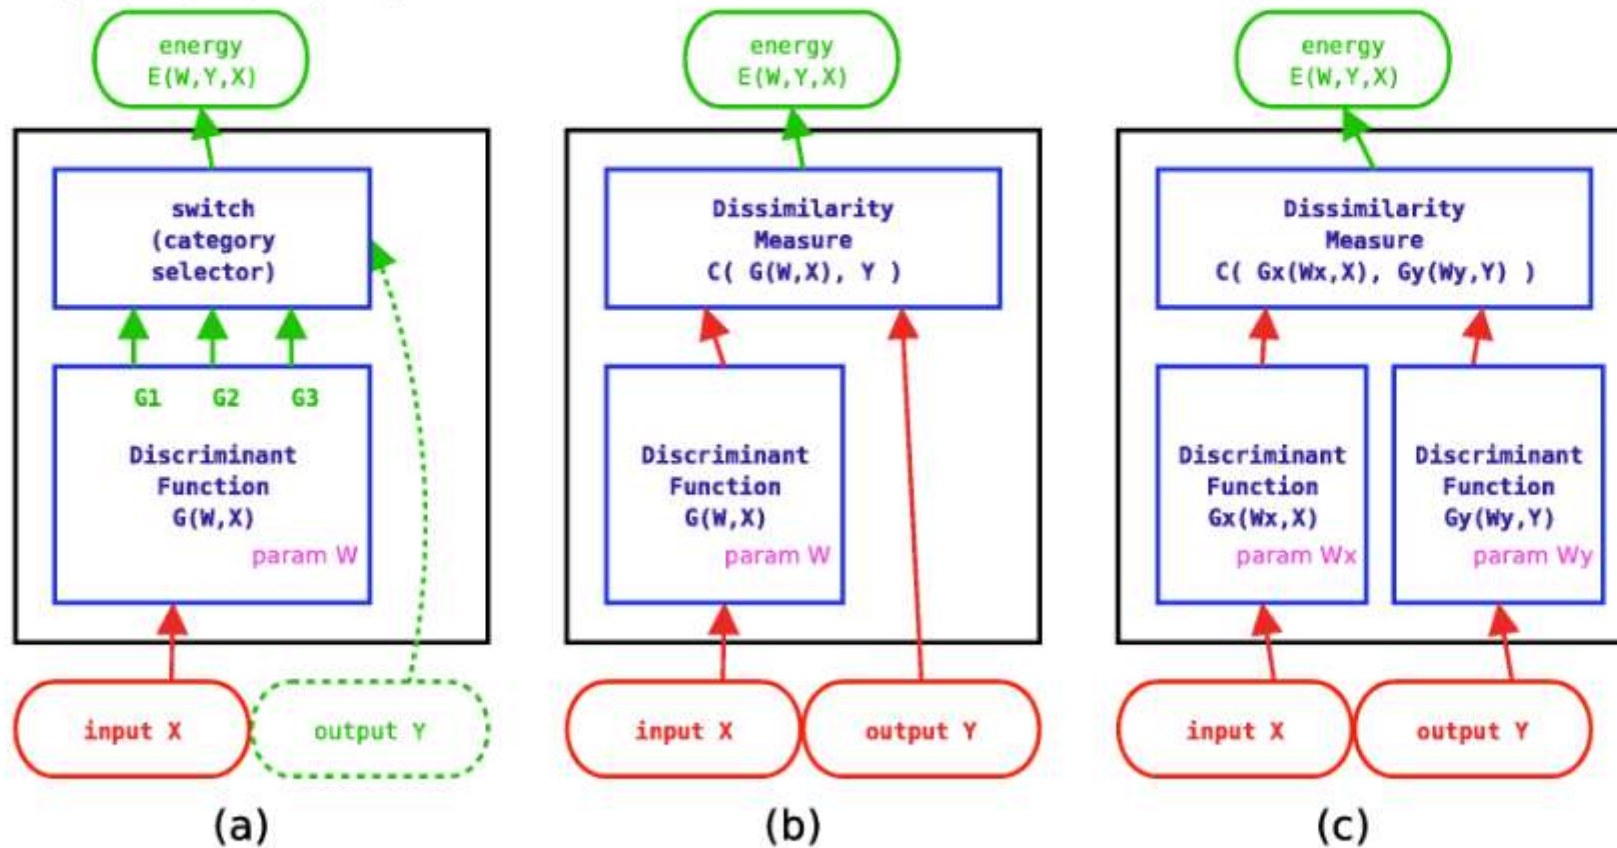 energy
E(W,Y,X)
switch
(category
selector)
G1 G2 G3
Discriminant
Function
G(W,X)
param W
input X
output Y
(a)
energy
E(W,Y,X)
Dissimilarity
Measure
C( G(W,X), Y )
Discriminant
Function
G(W,X)
param W
input X
output Y
(b)
energy
E(W,Y,X)
Dissimilarity
Measure
C( Gx(Wx,X), Gy(Wy,Y) )
Discriminant
Function
Gx(Wx,X)
param Wx
Discriminant
Function
Gy(Wy,Y)
param Wy
input X
output Y
(c)